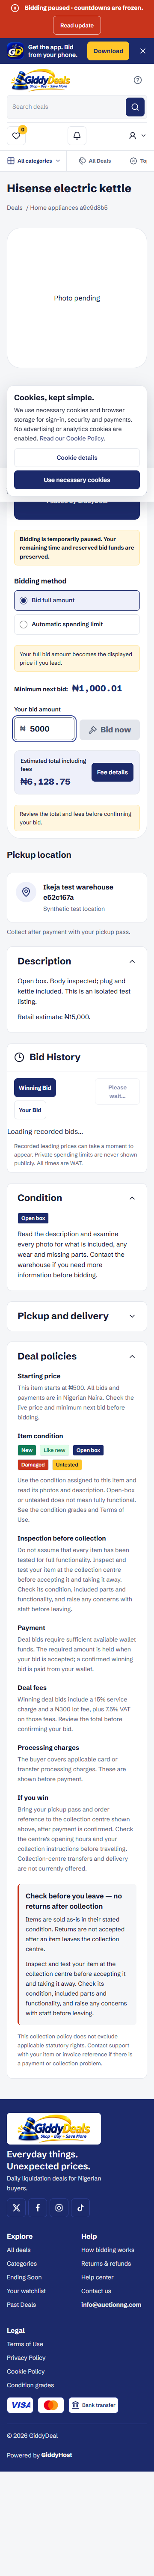 Bidding paused - countdowns are frozen.
Read update
Get the app. Bid
from your phone.
Download
GiddyDeals
Shop - Buy - Save More
Search deals
0
All categories
All Deals
Hisense electric kettle
Deals / Home appliances a9c9d8b5
Photo pending
Cookies, kept simple.
We use necessary cookies and browser
storage for sign-in, security and payments.
No advertising or analytics cookies are
enabled. Read our Cookie Policy.
Cookie details
Use necessary cookies
Bidding is temporarily paused. Your
remaining time and reserved bid funds are
preserved.
Bidding method
Bid full amount
Automatic spending limit
Your full bid amount becomes the displayed
price if you lead.
Minimum next bid: ₦1,000.01
Your bid amount
₦ 5000
Bid now
Estimated total including
fees
₦6,128.75
Fee details
Review the total and fees before confirming
your bid.
Pickup location
Ikeja test warehouse
e52c167a
Synthetic test location
Collect after payment with your pickup pass.
Description
Open box. Body inspected; plug and
kettle included. This is an isolated test
listing.
Retail estimate: ₦15,000.
Bid History
Winning Bid
Please
wait...
Your Bid
Loading recorded bids...
Recorded leading prices can take a moment to
appear. Private spending limits are never shown
publicly. All times are WAT.
Condition
Open box
Read the description and examine
every photo for what is included, any
wear and missing parts. Contact the
warehouse if you need more
information before bidding.
Pickup and delivery
Deal policies
Starting price
This item starts at ₦500. All bids and
payments are in Nigerian Naira. Check the
live price and minimum next bid before
bidding.
Item condition
New
Like new
Open box
Damaged
Untested
Use the condition assigned to this item and
read its photos and description. Open-box
or untested does not mean fully functional.
See the condition grades and Terms of
Use.
Inspection before collection
Do not assume that every item has been
tested for full functionality. Inspect and
test your item at the collection centre
before accepting it and taking it away.
Check its condition, included parts and
functionality, and raise any concerns with
staff before leaving.
Payment
Deal bids require sufficient available wallet
funds. The required amount is held when
your bid is accepted; a confirmed winning
bid is paid from your wallet.
Deal fees
Winning deal bids include a 15% service
charge and a ₦300 lot fee, plus 7.5% VAT
on those fees. Review the total before
confirming your bid.
Processing charges
The buyer covers applicable card or
transfer processing charges. These are
shown before payment.
If you win
Bring your pickup pass and order
reference to the collection centre shown
above, after payment is confirmed. Check
the centre's opening hours and your
collection instructions before travelling.
Collection-centre transfers and delivery
are not currently offered.
Check before you leave — no
returns after collection
Items are sold as-is in their stated
condition. Returns are not accepted
after an item leaves the collection
centre.
Inspect and test your item at the
collection centre before accepting it
and taking it away. Check its
condition, included parts and
functionality, and raise any concerns
with staff before leaving.
This collection policy does not exclude
applicable statutory rights. Contact support
with your item or invoice reference if there is
a payment or collection problem.
GiddyDeals
Shop - Buy - Save More
Everything deals.
Unexpected prices.
Daily liquidation deals for Nigerian
buyers.
Explore
Help
All deals
How bidding works
Categories
Returns & refunds
Ending Soon
Help center
Your watchlist
Contact us
Past Deals
info@auctionng.com
Legal
Terms of Use
Privacy Policy
Cookie Policy
Condition grades
VISA
Bank transfer
© 2026 GiddyDeal
Powered by GiddyHost